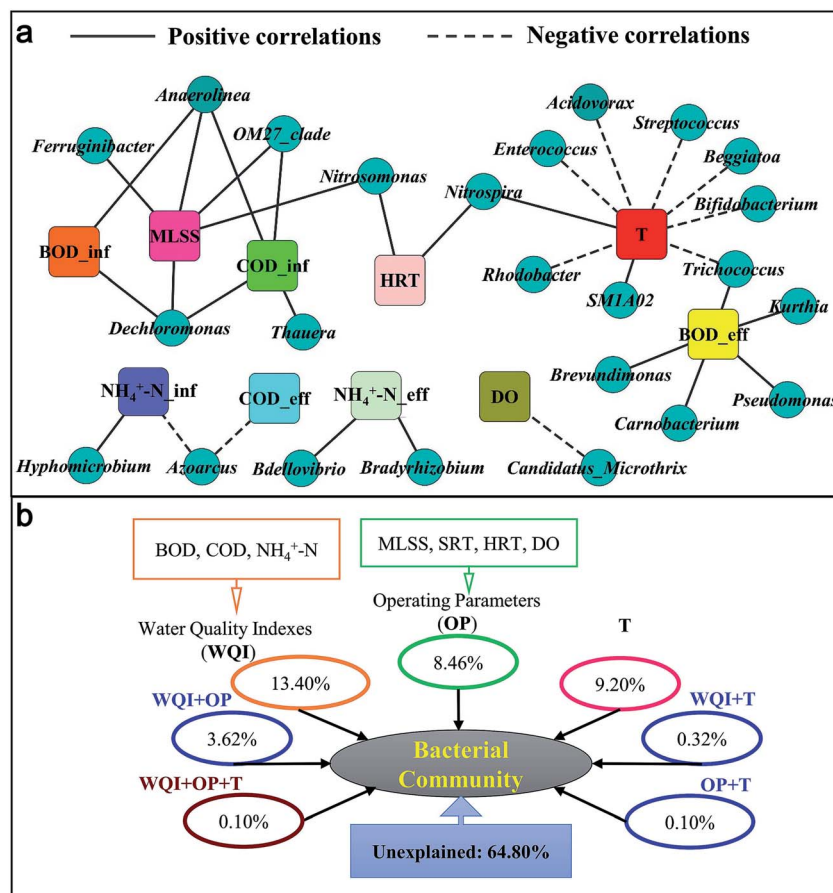 a
Positive correlations
Negative correlations
Anaerolinea
Acidovorax
Ferruginibacter
OM27_clade
Enterococcus
Streptococcus
Beggiatoa
Nitrosomonas
Nitrospira
Bifidobacterium
BOD_inf
MLSS
COD_inf
HRT
T
Rhodobacter
SM1A02
Trichococcus
Kurthia
Dechloromonas
Thauera
BOD_eff
Brevundimonas
Pseudomonas
NH₄⁺-N_inf
COD_eff
NH₄⁺-N_eff
DO
Carnobacterium
Hyphomicrobium
Azoarcus
Bdellovibrio
Bradyrhizobium
Candidatus_Microthrix
b
BOD, COD, NH₄⁺-N
MLSS, SRT, HRT, DO
Water Quality Indexes
(WQI)
Operating Parameters
(OP)
T
13.40%
8.46%
9.20%
WQI+OP
3.62%
WQI+T
0.32%
Bacterial
Community
WQI+OP+T
0.10%
OP+T
0.10%
Unexplained: 64.80%